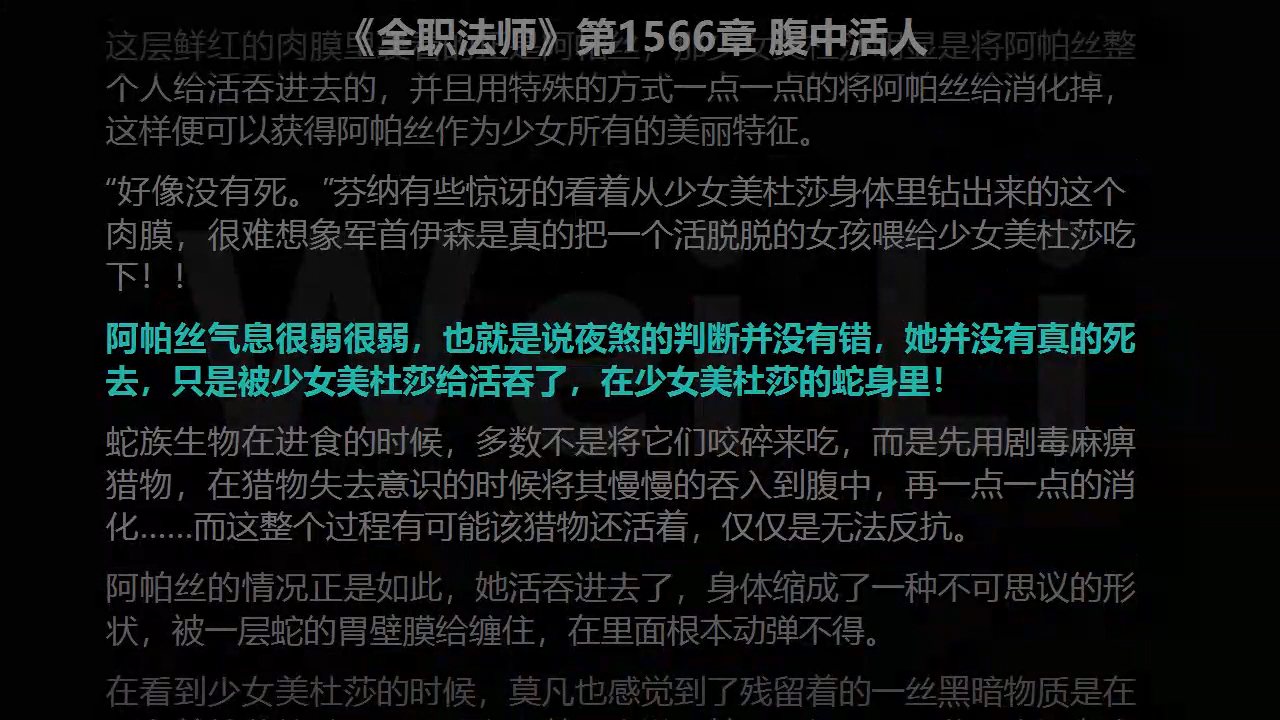 《全职法师》第1566章 腹中活人
这层鲜红的肉膜里
显是将阿帕丝整
个人给活吞进去的，并且用特殊的方式一点一点的将阿帕丝给消化掉，
这样便可以获得阿帕丝作为少女所有的美丽特征。
“好像没有死。”芬纳有些惊讶的看着从少女美杜莎身体里钻出来的这个
肉膜，很难想象军首伊森是真的把一个活脱脱的女孩喂给少女美杜莎吃
下！！
阿帕丝气息很弱很弱，也就是说夜煞的判断并没有错，她并没有真的死
去，只是被少女美杜莎给活吞了，在少女美杜莎的蛇身里！
蛇族生物在进食的时候，多数不是将它们咬碎来吃，而是先用剧毒麻痹
猎物，在猎物失去意识的时候将其慢慢的吞入到腹中，再一点一点的消
化……而这整个过程有可能该猎物还活着，仅仅是无法反抗。
阿帕丝的情况正是如此，她活吞进去了，身体缩成了一种不可思议的形
状，被一层蛇的胃壁膜给缠住，在里面根本动弹不得。
在看到少女美杜莎的时候，莫凡也感觉到了残留着的一丝黑暗物质是在
Wei Li